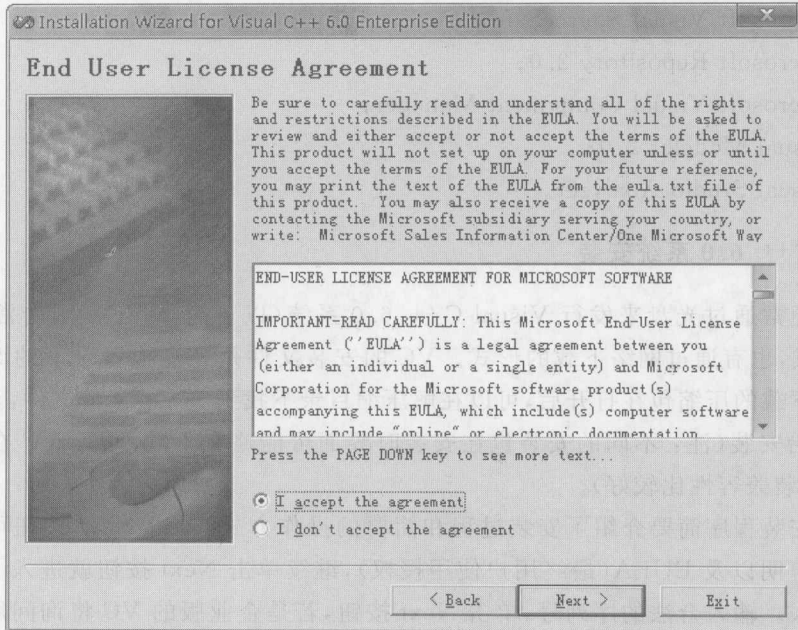 Installation Wizard for Visual C++ 6.0 Enterprise Edition
End User License Agreement
Be sure to carefully read and understand all of the rights
and restrictions described in the EULA. You will be asked to
review and either accept or not accept the terms of the EULA.
This product will not set up on your computer unless or until
you accept the terms of the EULA. For your future reference,
you may print the text of the EULA from the eula.txt file of
this product.  You may also receive a copy of this EULA by
contacting the Microsoft subsidiary serving your country, or
write:  Microsoft Sales Information Center/One Microsoft Way
END-USER LICENSE AGREEMENT FOR MICROSOFT SOFTWARE
IMPORTANT-READ CAREFULLY: This Microsoft End-User License
Agreement (''EULA'') is a legal agreement between you
(either an individual or a single entity) and Microsoft
Corporation for the Microsoft software product(s)
accompanying this EULA, which include(s) computer software
and may include "online" or electronic documentation
Press the PAGE DOWN key to see more text...
I accept the agreement
I don't accept the agreement
< Back
Next >
Exit